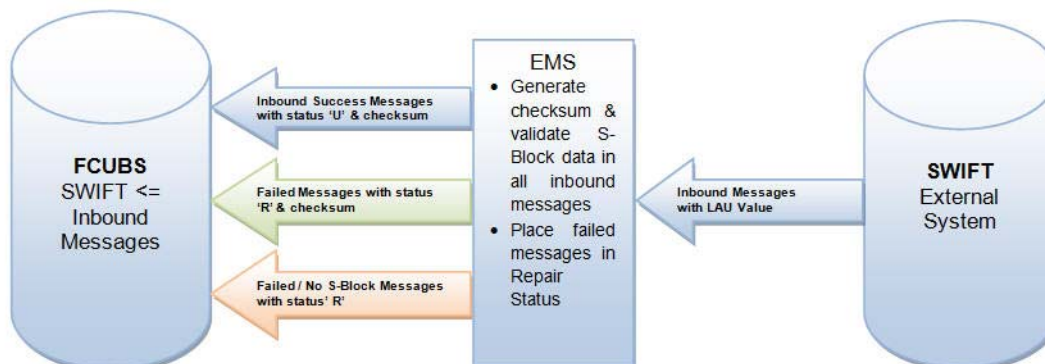 FCUBS
SWIFT <=
Inbound
Messages
Inbound Success Messages
with status 'U' & checksum
Failed Messages with status
'R' & checksum
Failed / No S-Block Messages
with status' R'
EMS
• Generate
checksum &
validate S-
Block data in
all inbound
messages
• Place failed
messages in
Repair
Status
Inbound Messages
with LAU Value
SWIFT
External
System